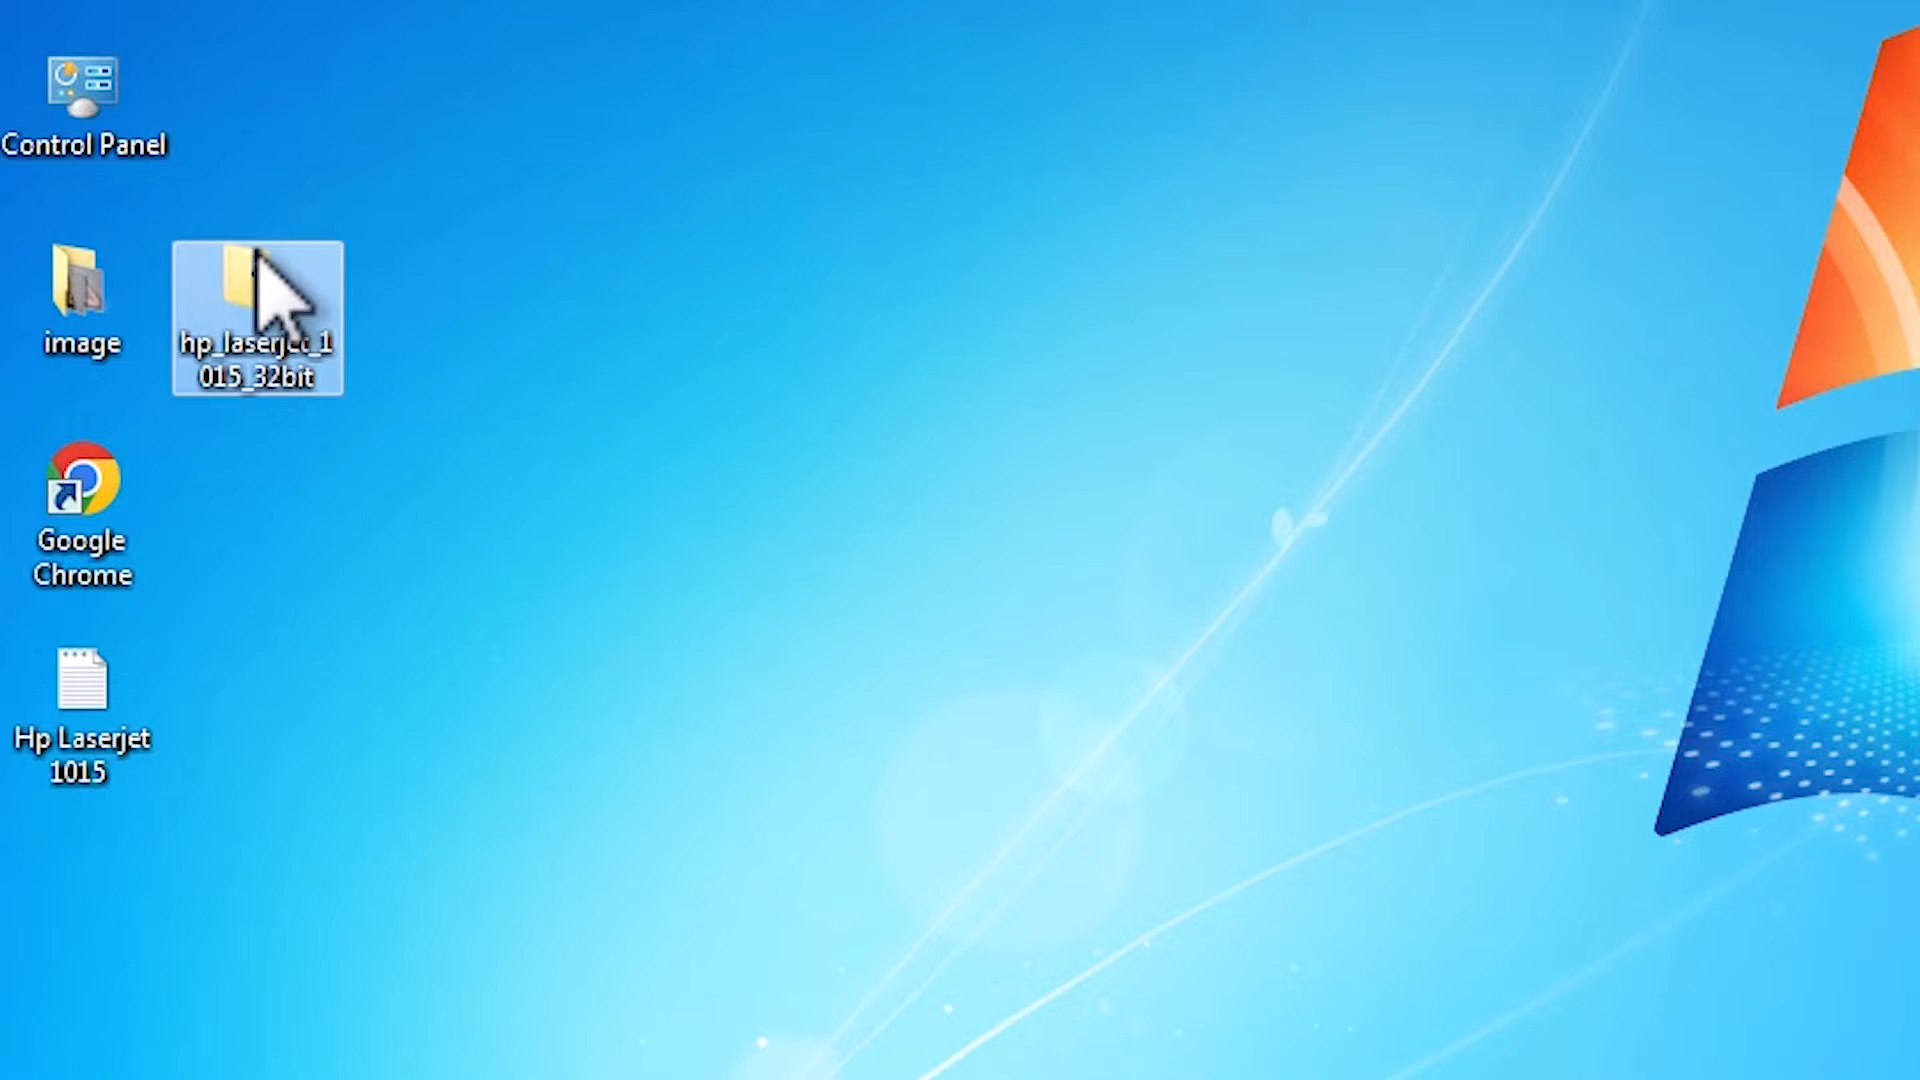 Control Panel
image
hp_laserjet_1
015_32bit
Google
Chrome
Hp Laserjet
1015